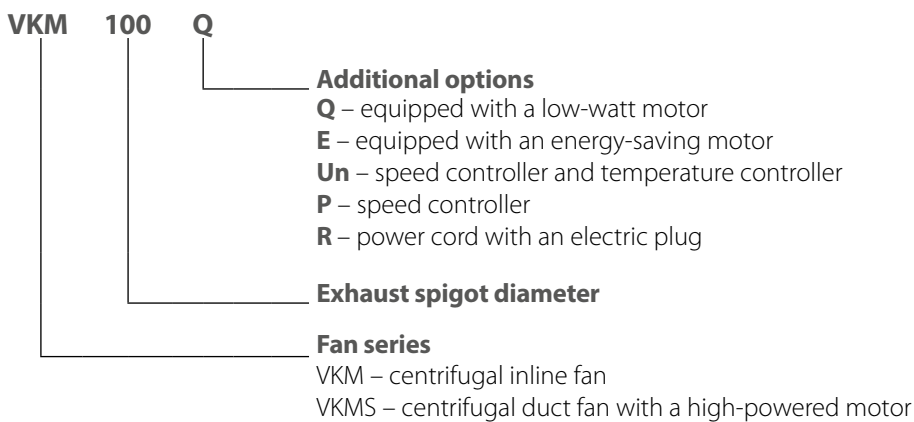 VKM 100 Q
Additional options
Q – equipped with a low-watt motor
E – equipped with an energy-saving motor
Un – speed controller and temperature controller
P – speed controller
R – power cord with an electric plug
Exhaust spigot diameter
Fan series
VKM – centrifugal inline fan
VKMS – centrifugal duct fan with a high-powered motor